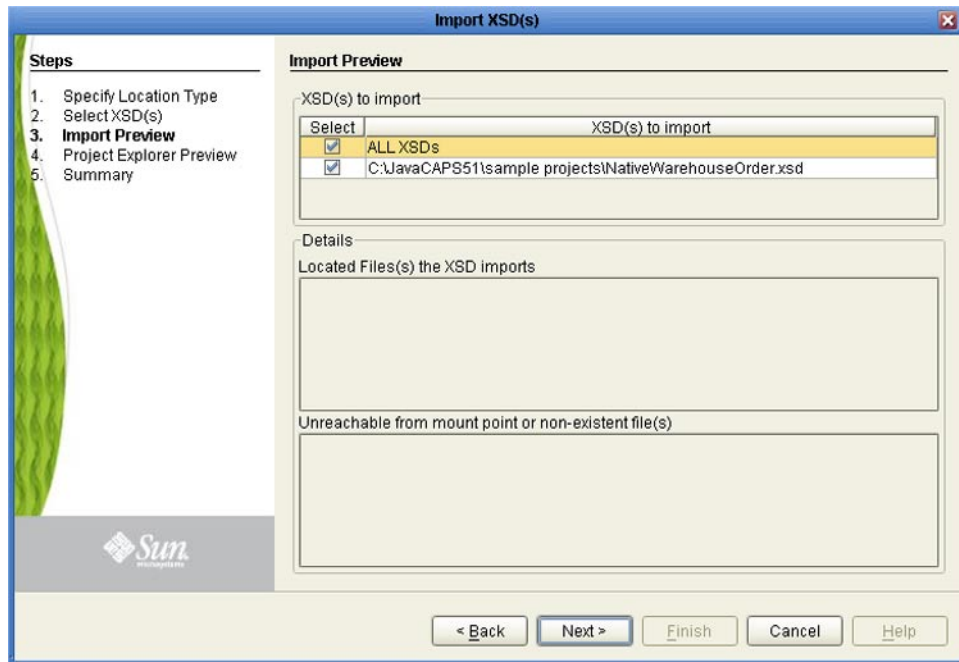 Import XSD(s)
Steps
1. Specify Location Type
2. Select XSD(s)
3. Import Preview
4. Project Explorer Preview
5. Summary
Sun
microsystems
Import Preview
XSD(s) to import
Select XSD(s) to import
ALL XSDs
C:\JavaCAPS51\sample projects\NativeWarehouseOrder.xsd
Details
Located Files(s) the XSD imports
Unreachable from mount point or non-existent file(s)
< Back Next > Finish Cancel Help